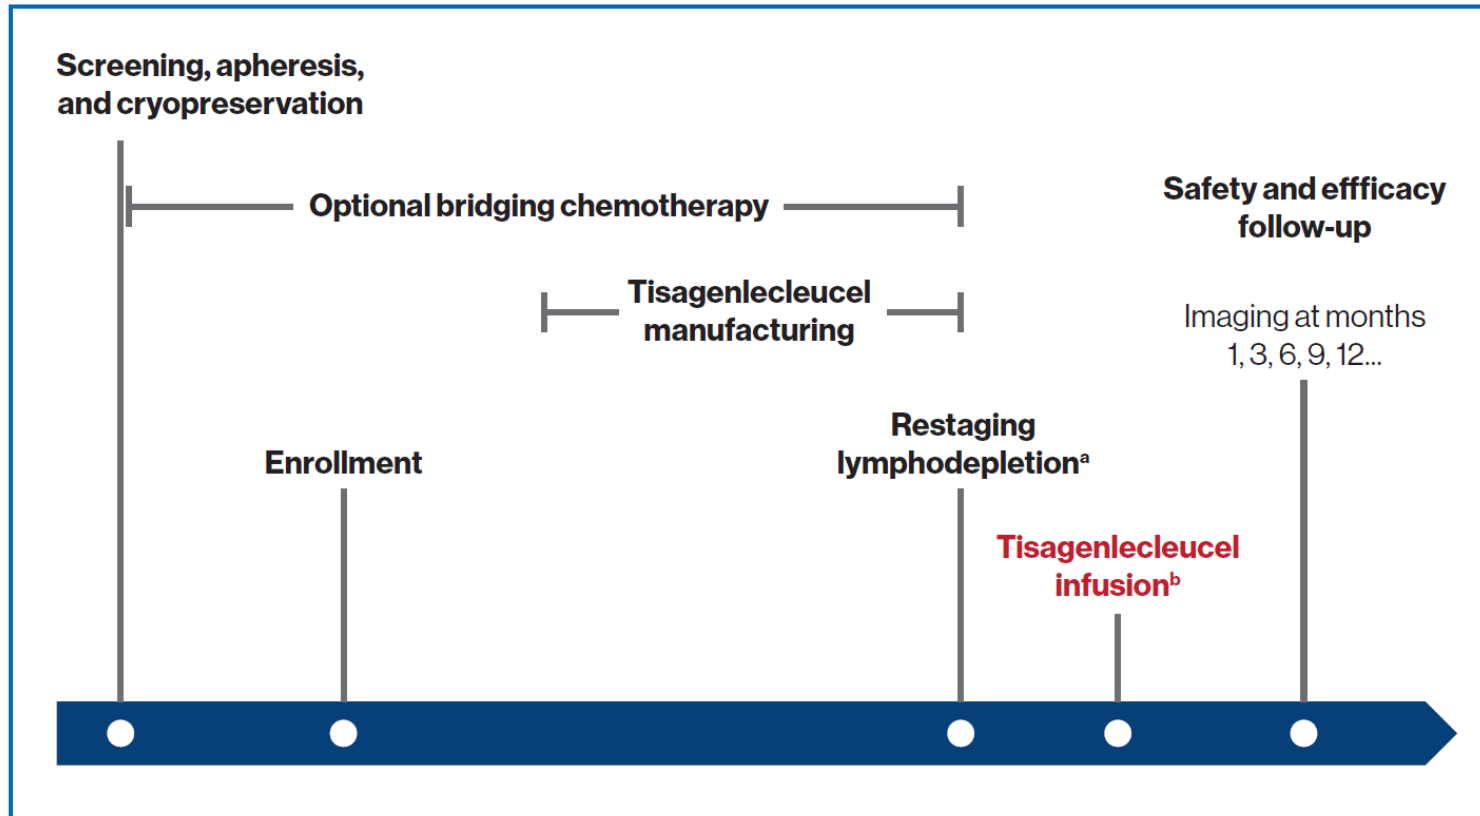 Screening, apheresis,
and cryopreservation
Optional bridging chemotherapy
Safety and effficacy
follow-up
Tisagenlecleucel
manufacturing
Imaging at months
1, 3, 6, 9, 12...
Restaging
lymphodepletionᵃ
Enrollment
Tisagenlecleucel
infusionᵇ